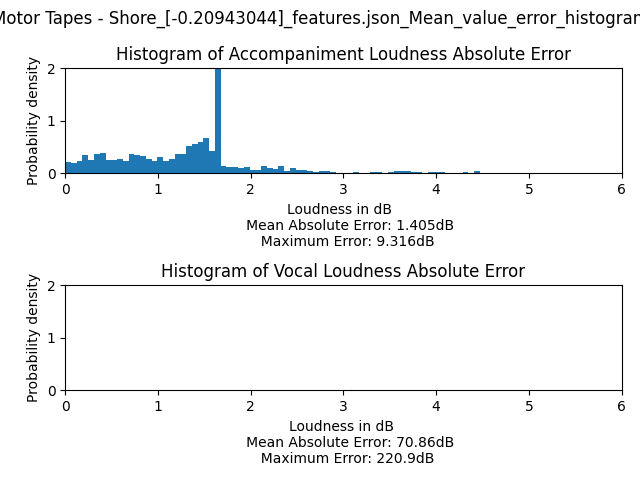 Motor Tapes - Shore_[-0.20943044]_features.json_Mean_value_error_histogram
Histogram of Accompaniment Loudness Absolute Error
Probability density
2
1
0
0 1 2 3 4 5 6
Loudness in dB
Mean Absolute Error: 1.405dB
Maximum Error: 9.316dB
Histogram of Vocal Loudness Absolute Error
Probability density
2
1
0
0 1 2 3 4 5 6
Loudness in dB
Mean Absolute Error: 70.86dB
Maximum Error: 220.9dB